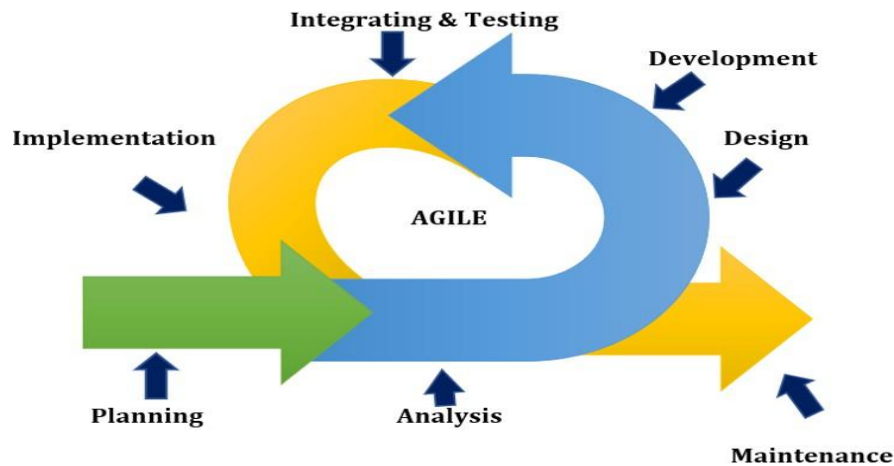 Integrating & Testing
Development
Implementation
Design
AGILE
Planning
Analysis
Maintenance